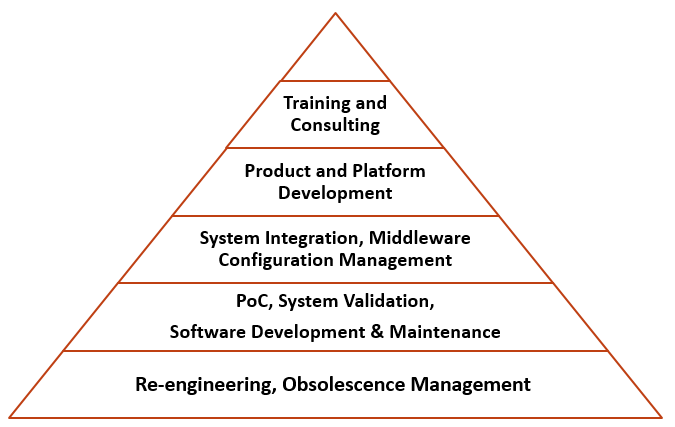 Training and
Consulting
Product and Platform
Development
System Integration, Middleware
Configuration Management
PoC, System Validation,
Software Development & Maintenance
Re-engineering, Obsolescence Management